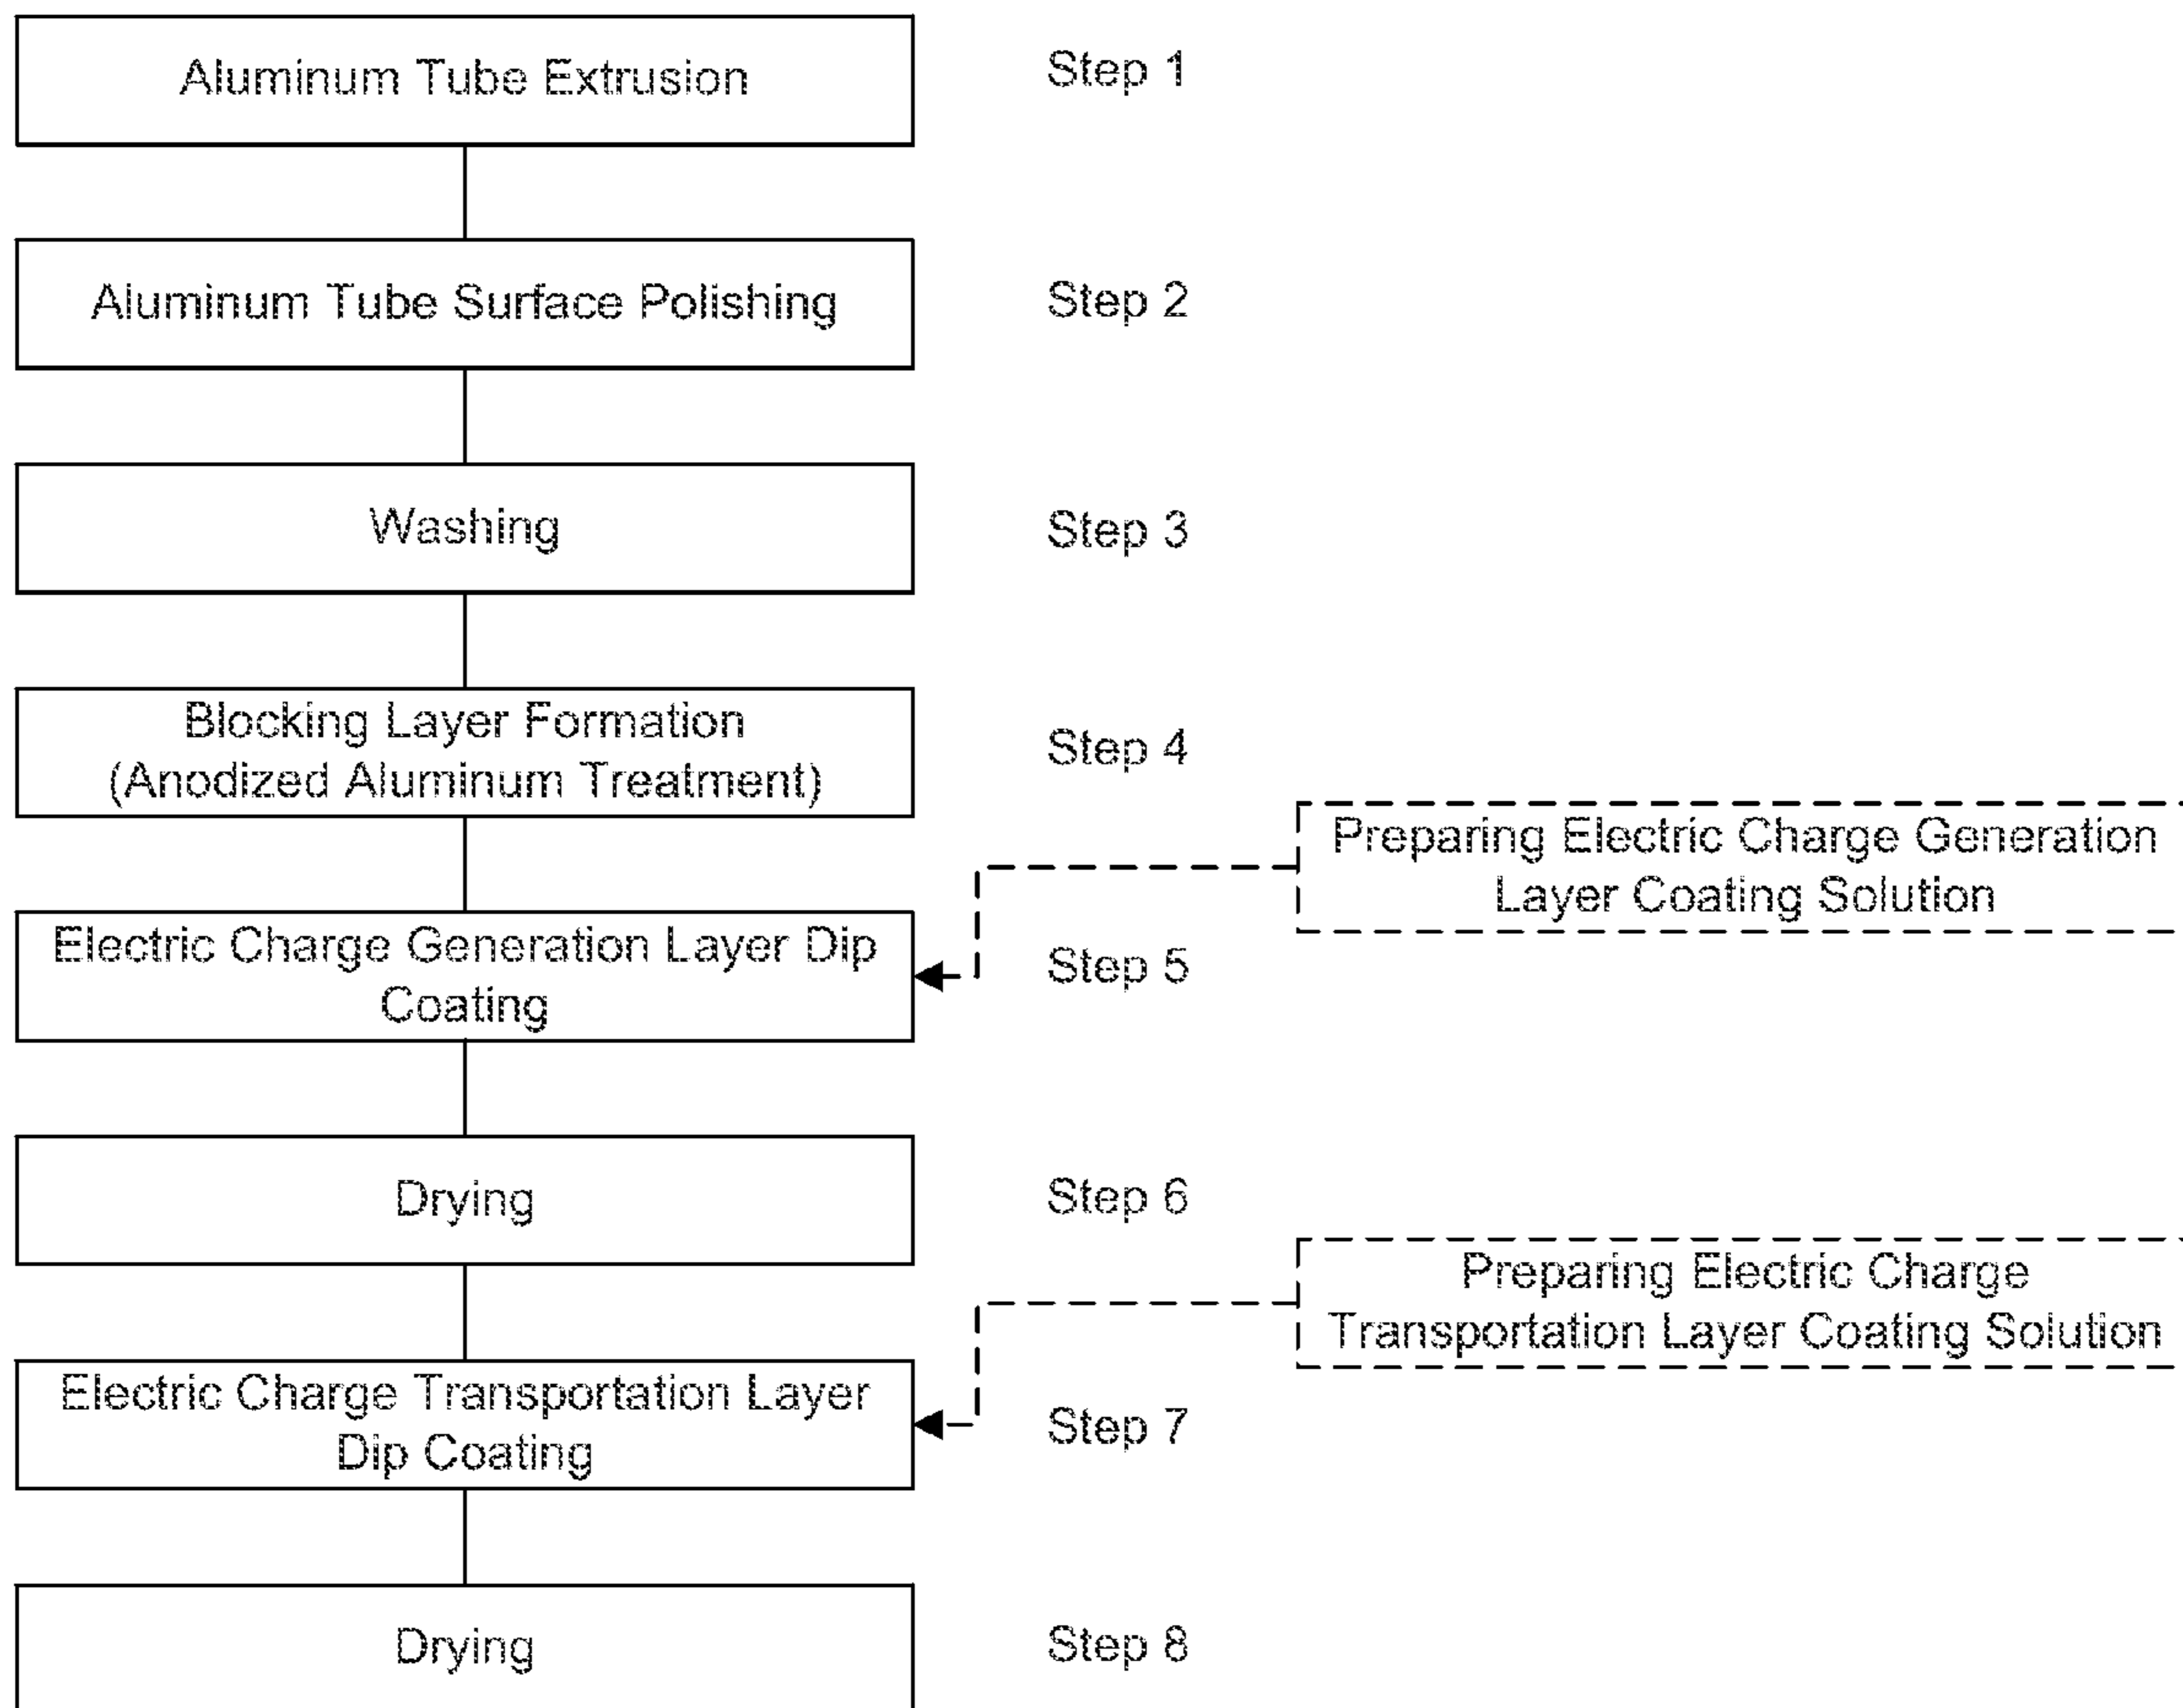 Aluminum Tube Extrusion
Step 1
Aluminum Tube Surface Polishing
Step 2
Washing
Step 3
Blocking Layer Formation
(Anodized Aluminum Treatment)
Step 4
Preparing Electric Charge Generation
Layer Coating Solution
Electric Charge Generation Layer Dip
Coating
Step 5
Drying
Step 6
Preparing Electric Charge
Transportation Layer Coating Solution
Electric Charge Transportation Layer
Dip Coating
Step 7
Drying
Step 8